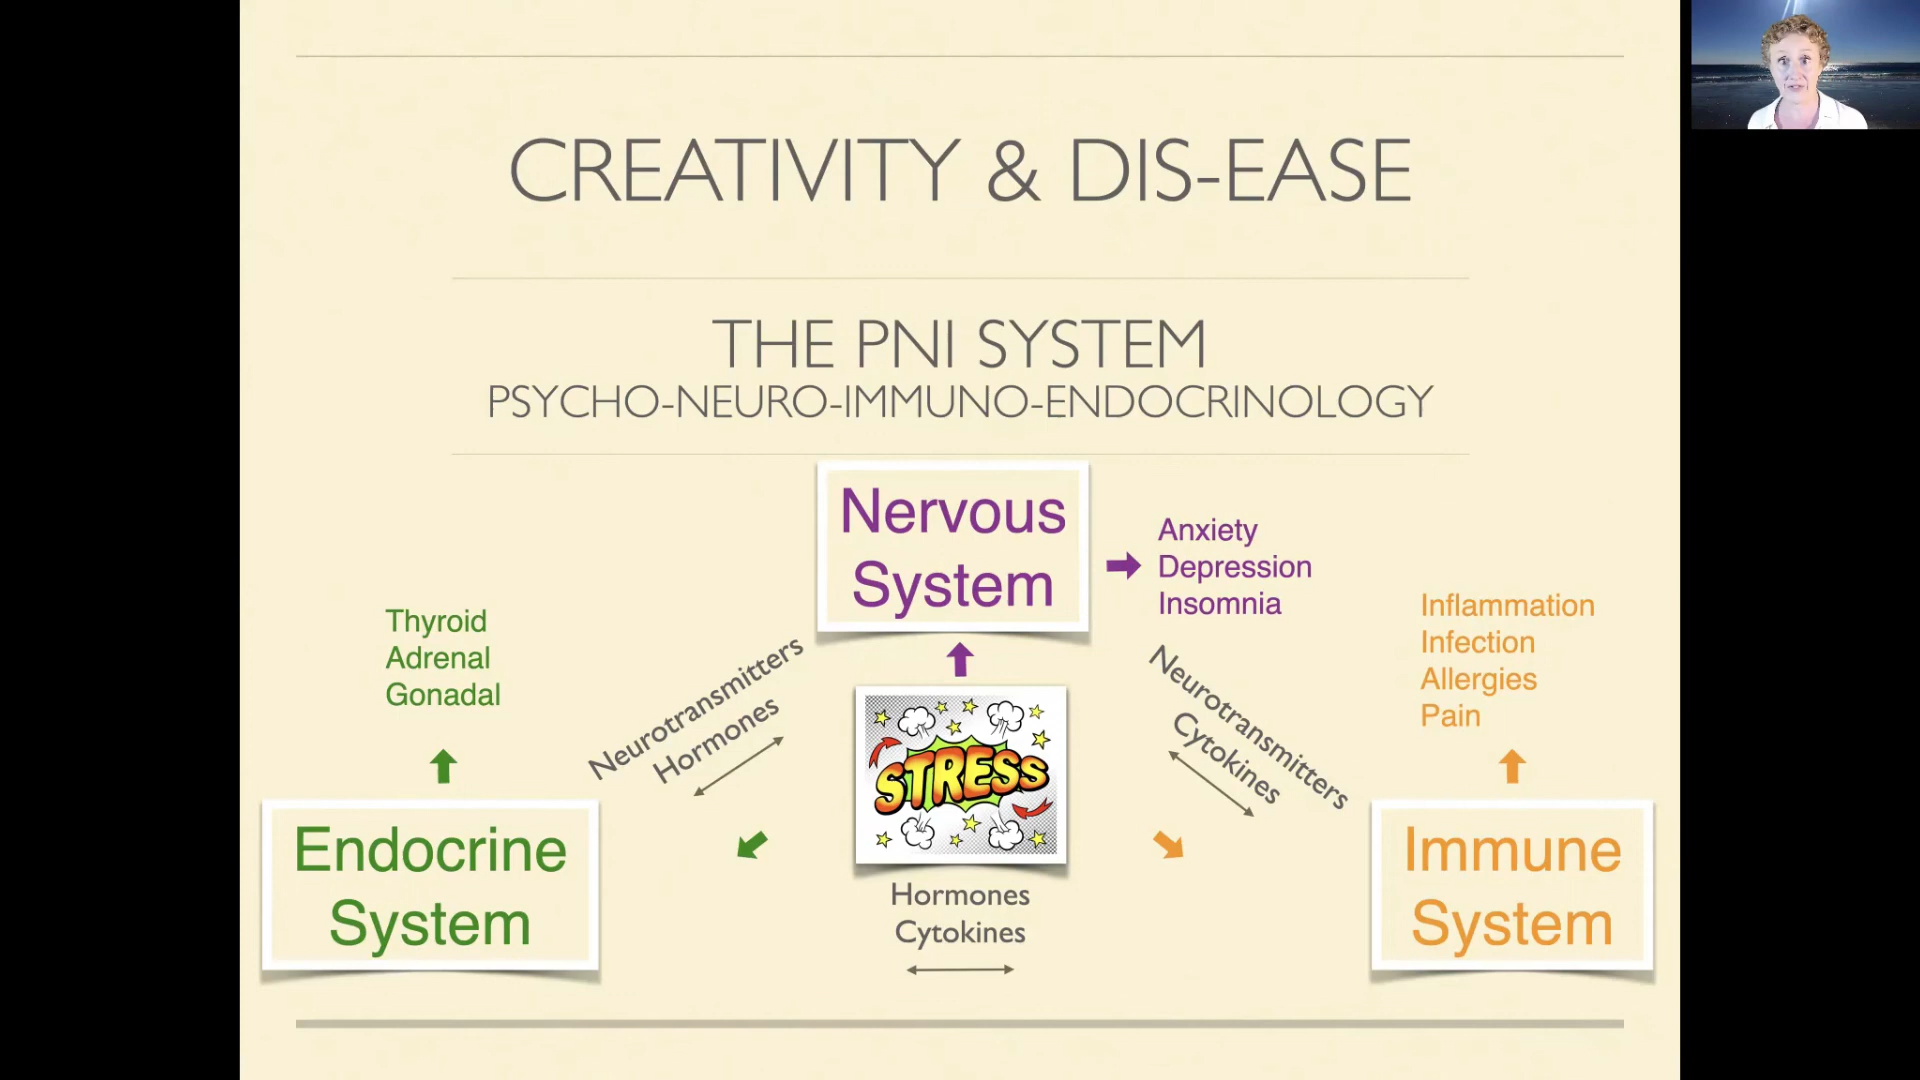 CREATIVITY & DIS-EASE
THE PNI SYSTEM
PSYCHO-NEURO-IMMUNO-ENDOCRINOLOGY
Nervous
System
Anxiety
Depression
Insomnia
Thyroid
Adrenal
Gonadal
Neurotransmitters
Hormones
Neurotransmitters
Cytokines
Inflammation
Infection
Allergies
Pain
STRESS
Endocrine
System
Hormones
Cytokines
Immune
System